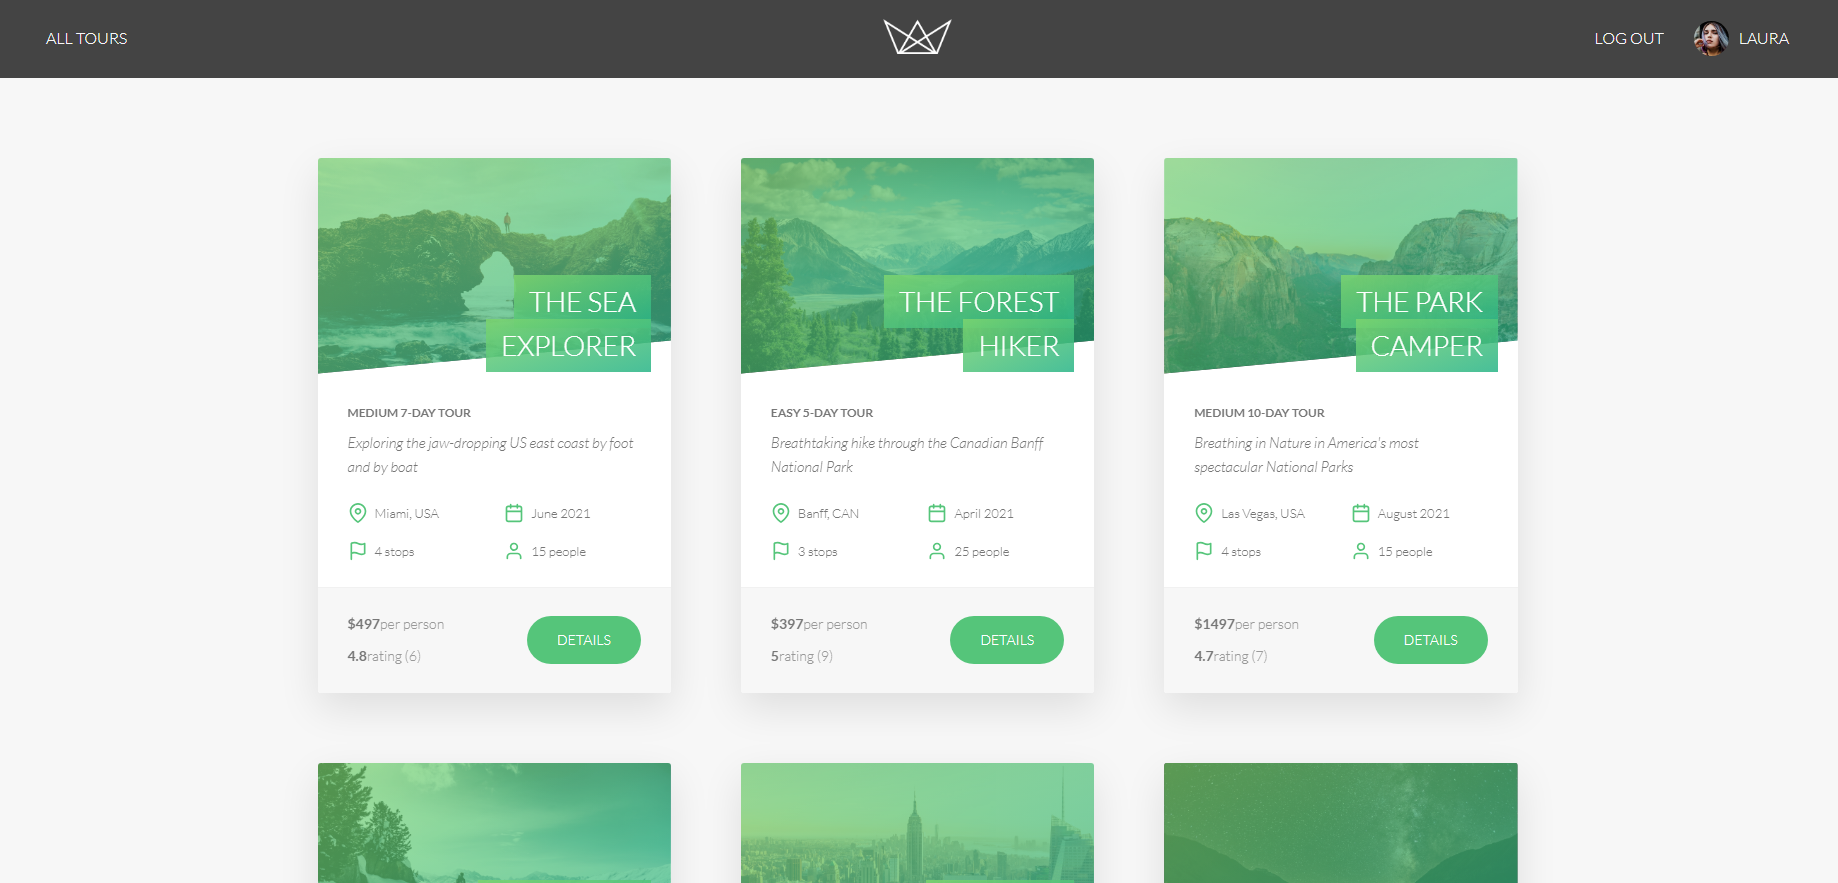 ALL TOURS
LOG OUT
LAURA
THE SEA
EXPLORER
MEDIUM 7-DAY TOUR
Exploring the jaw-dropping US east coast by foot
and by boat
Miami, USA
June 2021
4 stops
15 people
$497per person
4.8rating (6)
DETAILS
THE FOREST
HIKER
EASY 5-DAY TOUR
Breathtaking hike through the Canadian Banff
National Park
Banff, CAN
April 2021
3 stops
25 people
$397per person
5rating (9)
DETAILS
THE PARK
CAMPER
MEDIUM 10-DAY TOUR
Breathing in Nature in America's most
spectacular National Parks
Las Vegas, USA
August 2021
4 stops
15 people
$1497per person
4.7rating (7)
DETAILS